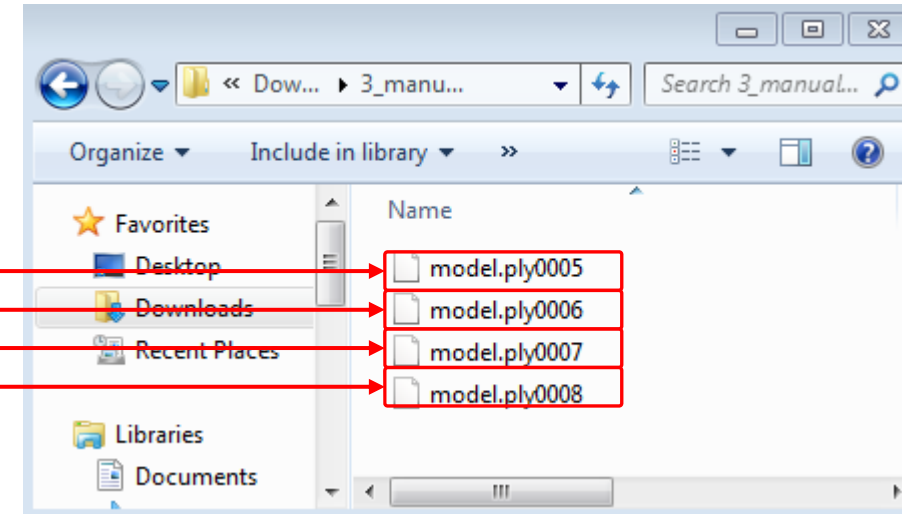 « Dow... 3_manu... Search 3_manual...
Organize Include in library »
Name
Favorites
Desktop
Downloads
Recent Places
Libraries
Documents
model.ply0005
model.ply0006
model.ply0007
model.ply0008